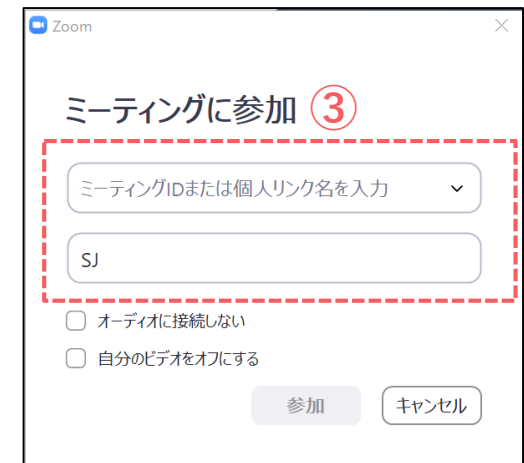 Zoom
ミーティングに参加 ③
ミーティングIDまたは個人リンク名を入力
SJ
オーディオに接続しない
自分のビデオをオフにする
参加 キャンセル